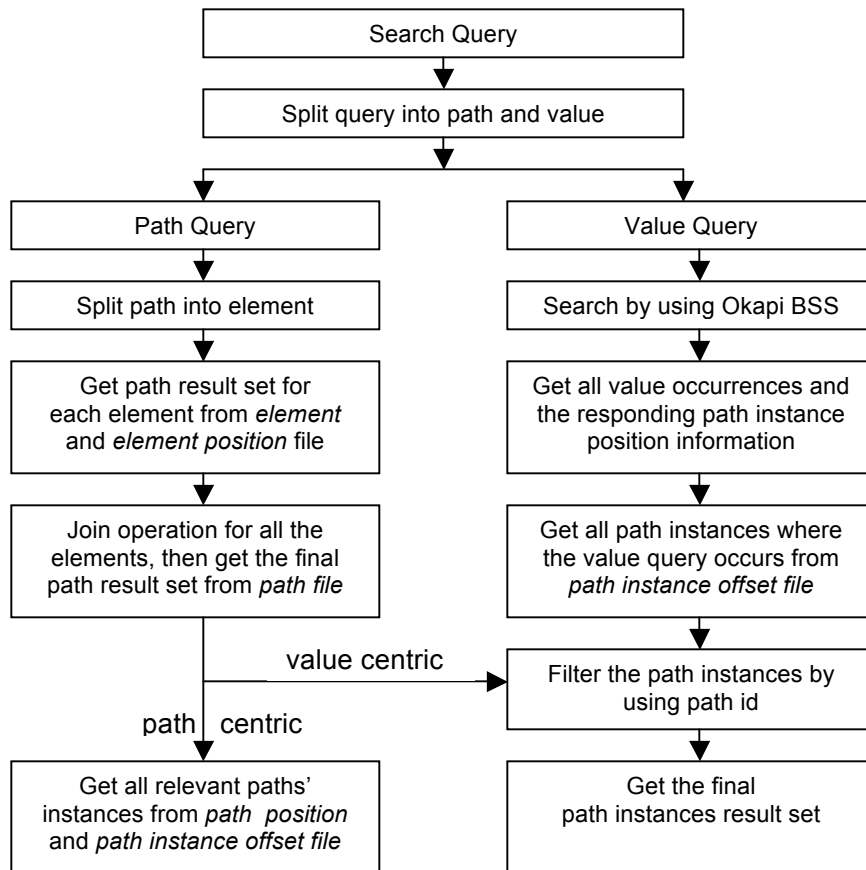 Search Query
Split query into path and value
Path Query
Split path into element
Get path result set for
each element from element
and element position file
Join operation for all the
elements, then get the final
path result set from path file
Value Query
Search by using Okapi BSS
Get all value occurrences and
the responding path instance
position information
Get all path instances where
the value query occurs from
path instance offset file
value centric
path centric
Filter the path instances by
using path id
Get all relevant paths'
instances from path position
and path instance offset file
Get the final
path instances result set